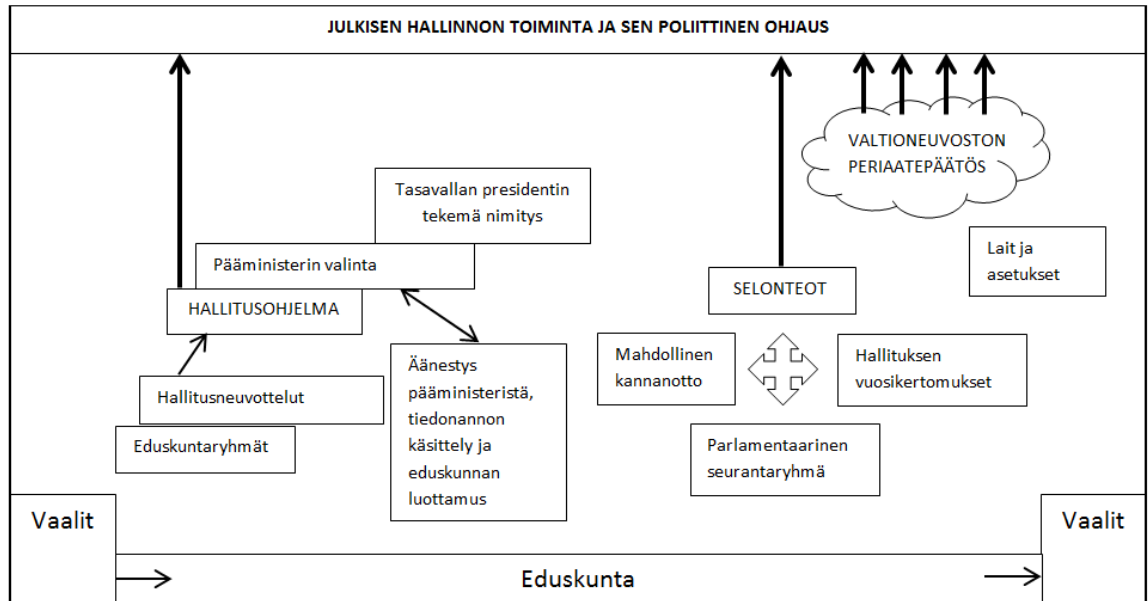 JULKISEN HALLINNON TOIMINTA JA SEN POLIITTINEN OHJAUS
VALTIONEUVOSTON
PERIAATEPÄÄTÖS
Tasavallan presidentin
tekemä nimitys
Pääministerin valinta
HALLITUSOHJELMA
Hallitusneuvottelut
Eduskuntaryhmät
Äänestys
pääministeristä,
tiedonannon
käsittely ja
eduskunnan
luottamus
SELONTEOT
Lait ja
asetukset
Mahdollinen
kannanotto
Hallituksen
vuosikertomukset
Parlamentaarinen
seurantaryhmä
Vaalit
Eduskunta
Vaalit